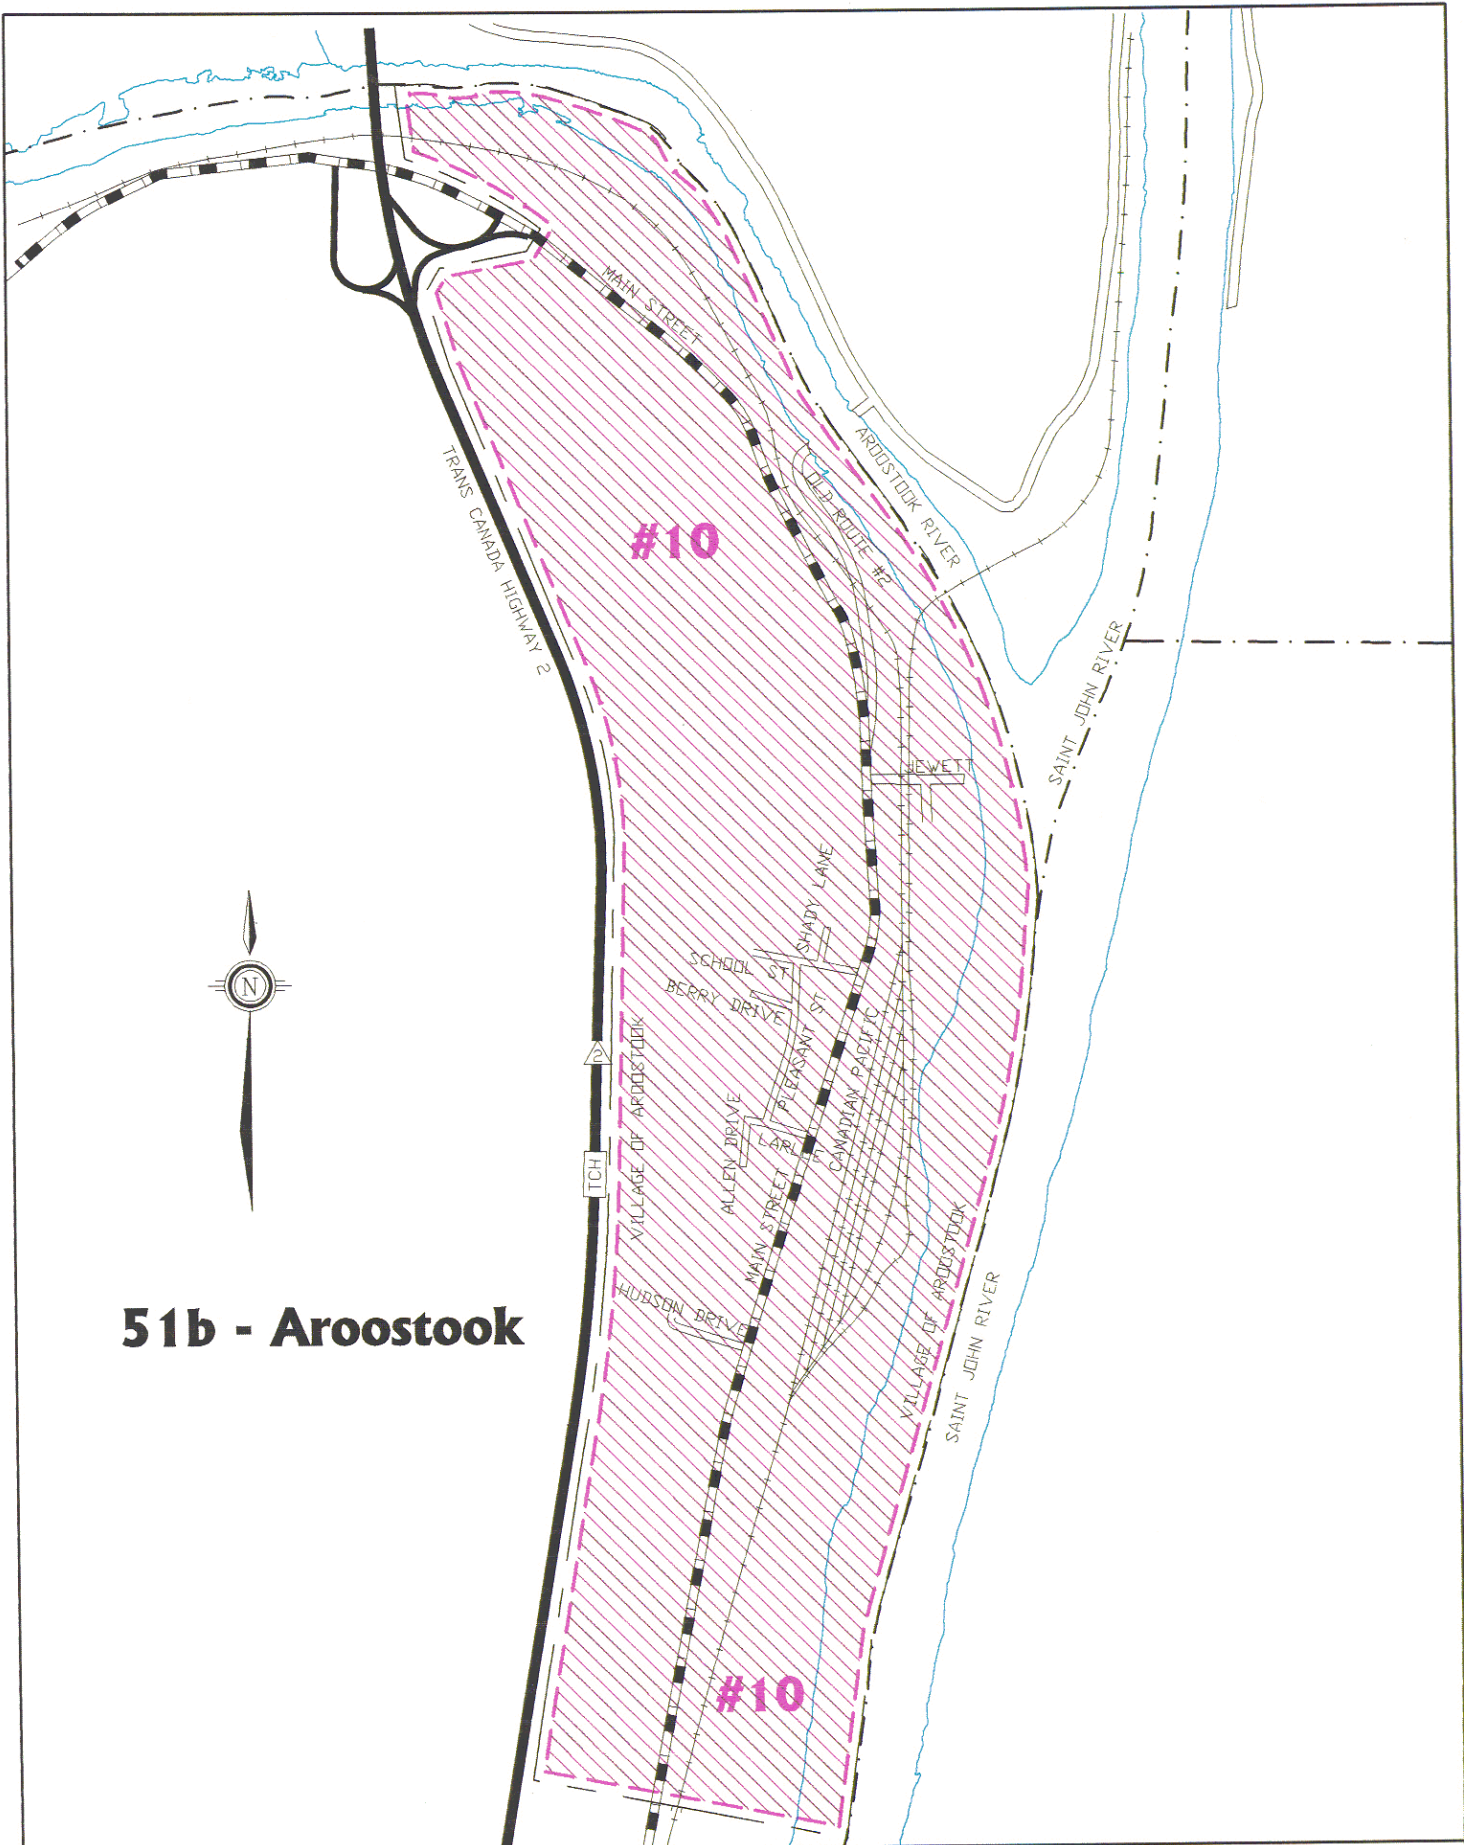 MAIN STREET
AROOSTOOK RIVER
TRANS CANADA HIGHWAY 2
OLD ROUTE #2
#10
SAINT JOHN RIVER
JEWETT
SHADY LANE
SCHOOL ST
BERRY DRIVE
PLEASANT ST
CANADIAN PACIFIC
N
2
VILLAGE OF AROOSTOOK
ALLEN DRIVE
TCH
MAIN STREET
VILLAGE OF AROOSTOOK
SAINT JOHN RIVER
HUDSON DRIVE
51b - Aroostook
#10